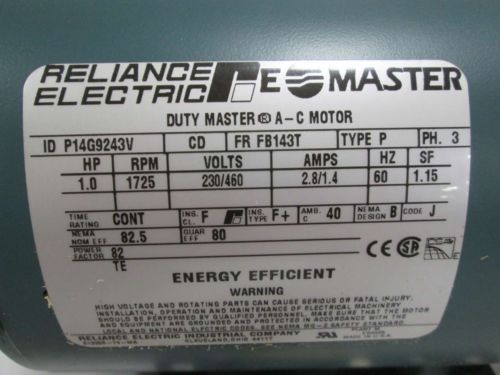 RELIANCE
ELECTRIC
E MASTER
DUTY MASTER® A-C MOTOR
ID P14G9243V CD FR FB143T TYPE P PH. 3
HP RPM VOLTS AMPS HZ SF
1.0 1725 230/460 2.8/1.4 60 1.15
TIME RATING CONT INS. CL. F INS. TYPE F+ AMB. C 40 NEMA DESIGN B CODE J
NEMA NOM EFF 82.5 GUAR EFF 80
POWER FACTOR 82
TE
CE
ENERGY EFFICIENT
WARNING
HIGH VOLTAGE AND ROTATING PARTS CAN CAUSE SERIOUS OR FATAL INJURY.
INSTALLATION, OPERATION AND MAINTENANCE OF ELECTRICAL MACHINERY
SHOULD BE PERFORMED BY QUALIFIED PERSONNEL. MAKE SURE THE MOTOR
AND EQUIPMENT ARE GROUNDED AND PROTECTED IN ACCORDANCE WITH
LOCAL AND NATIONAL ELECTRIC CODES. SEE NEMA MG-2 SAFETY STANDARD.
RELIANCE ELECTRIC INDUSTRIAL COMPANY
CLEVELAND, OHIO 44117
MADE IN U.S.A.